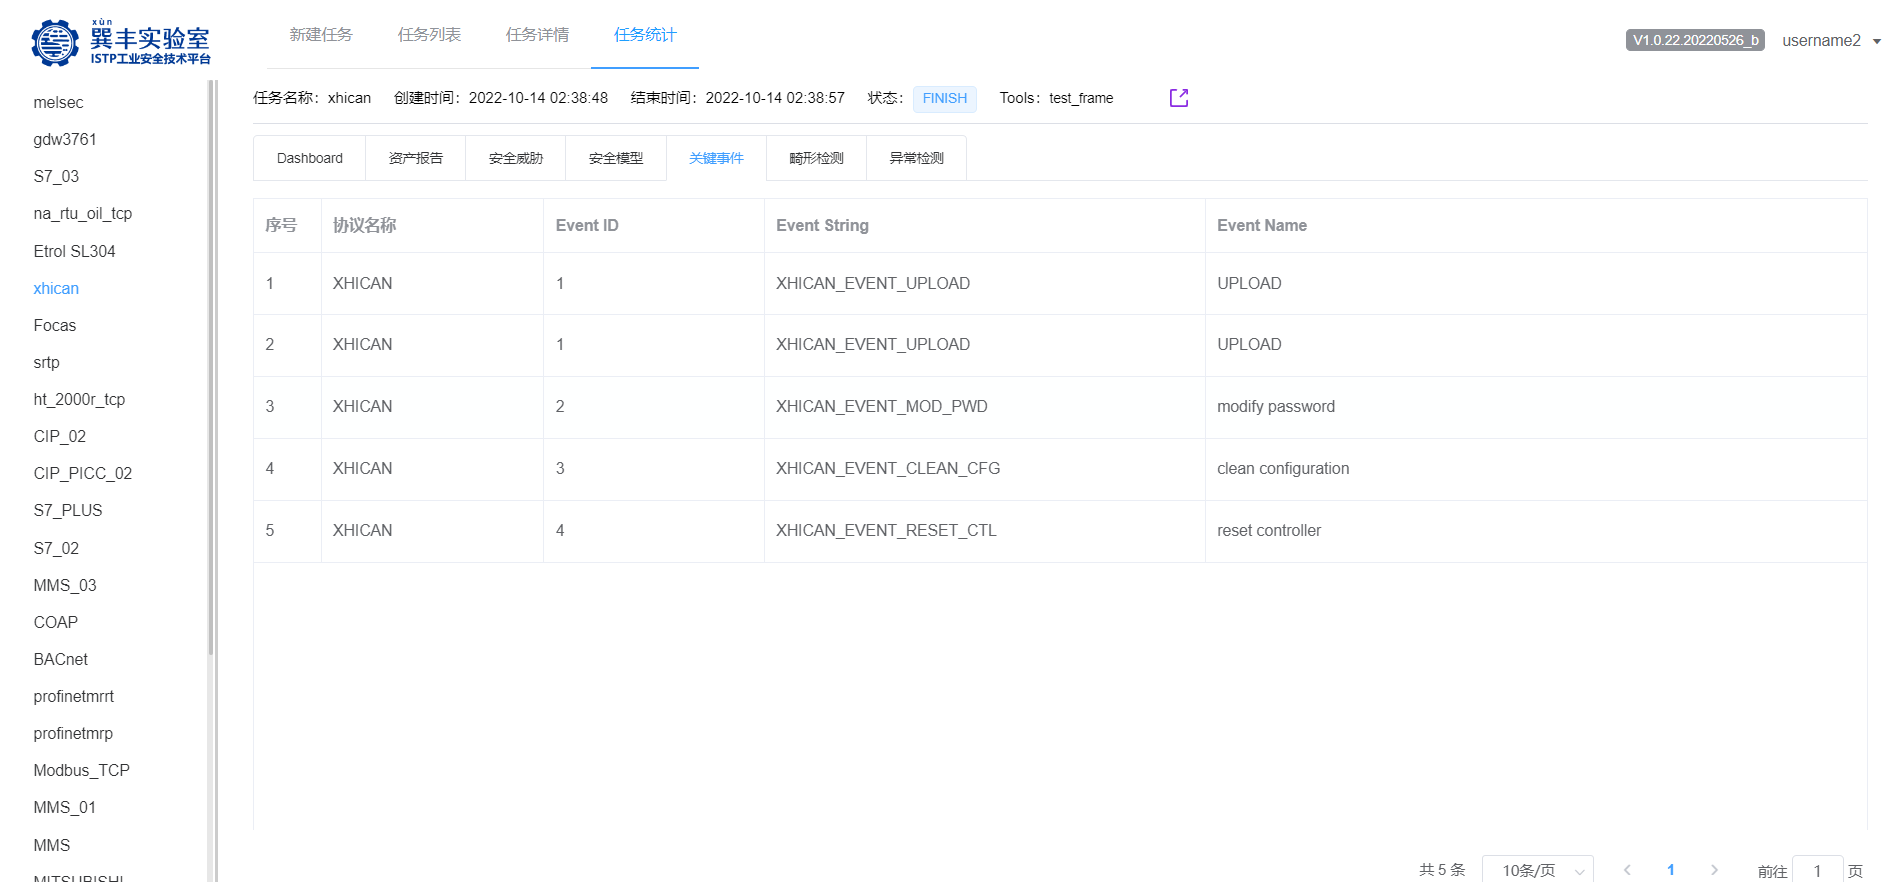 xùn
巽丰实验室
ISTP工业安全技术平台
新建任务 任务列表 任务详情 任务统计
V1.0.22.20220526_b username2
melsec
gdw3761
S7_03
na_rtu_oil_tcp
Etrol SL304
xhican
Focas
srtp
ht_2000r_tcp
CIP_02
CIP_PICC_02
S7_PLUS
S7_02
MMS_03
COAP
BACnet
profinetmrrt
profinetmrp
Modbus_TCP
MMS_01
MMS
MITSUBISHI
任务名称：xhican 创建时间：2022-10-14 02:38:48 结束时间：2022-10-14 02:38:57 状态： FINISH Tools：test_frame
Dashboard 资产报告 安全威胁 安全模型 关键事件 畸形检测 异常检测
序号 协议名称 Event ID Event String Event Name
1 XHICAN 1 XHICAN_EVENT_UPLOAD UPLOAD
2 XHICAN 1 XHICAN_EVENT_UPLOAD UPLOAD
3 XHICAN 2 XHICAN_EVENT_MOD_PWD modify password
4 XHICAN 3 XHICAN_EVENT_CLEAN_CFG clean configuration
5 XHICAN 4 XHICAN_EVENT_RESET_CTL reset controller
共 5 条 10条/页 1 前往 1 页